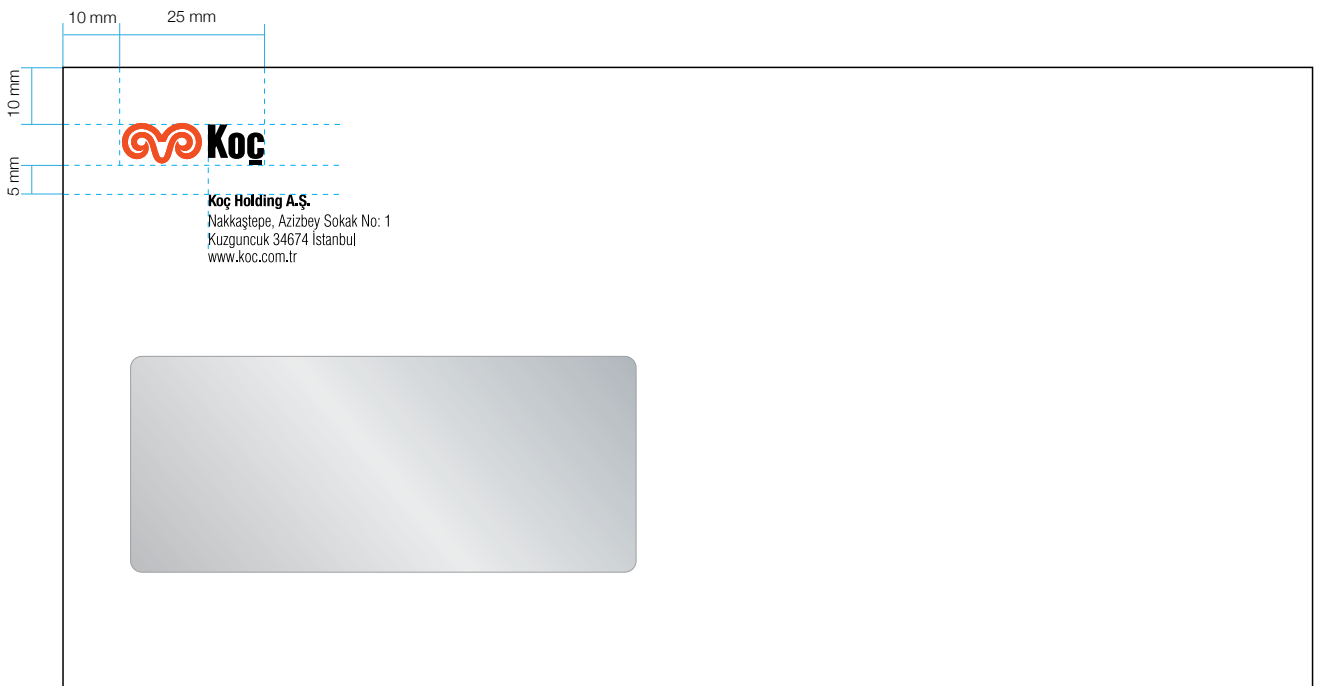 10 mm
25 mm
10 mm
5 mm
Koç
Koç Holding A.Ş.
Nakkaştepe, Azizbey Sokak No: 1
Kuzguncuk 34674 İstanbul
www.koc.com.tr